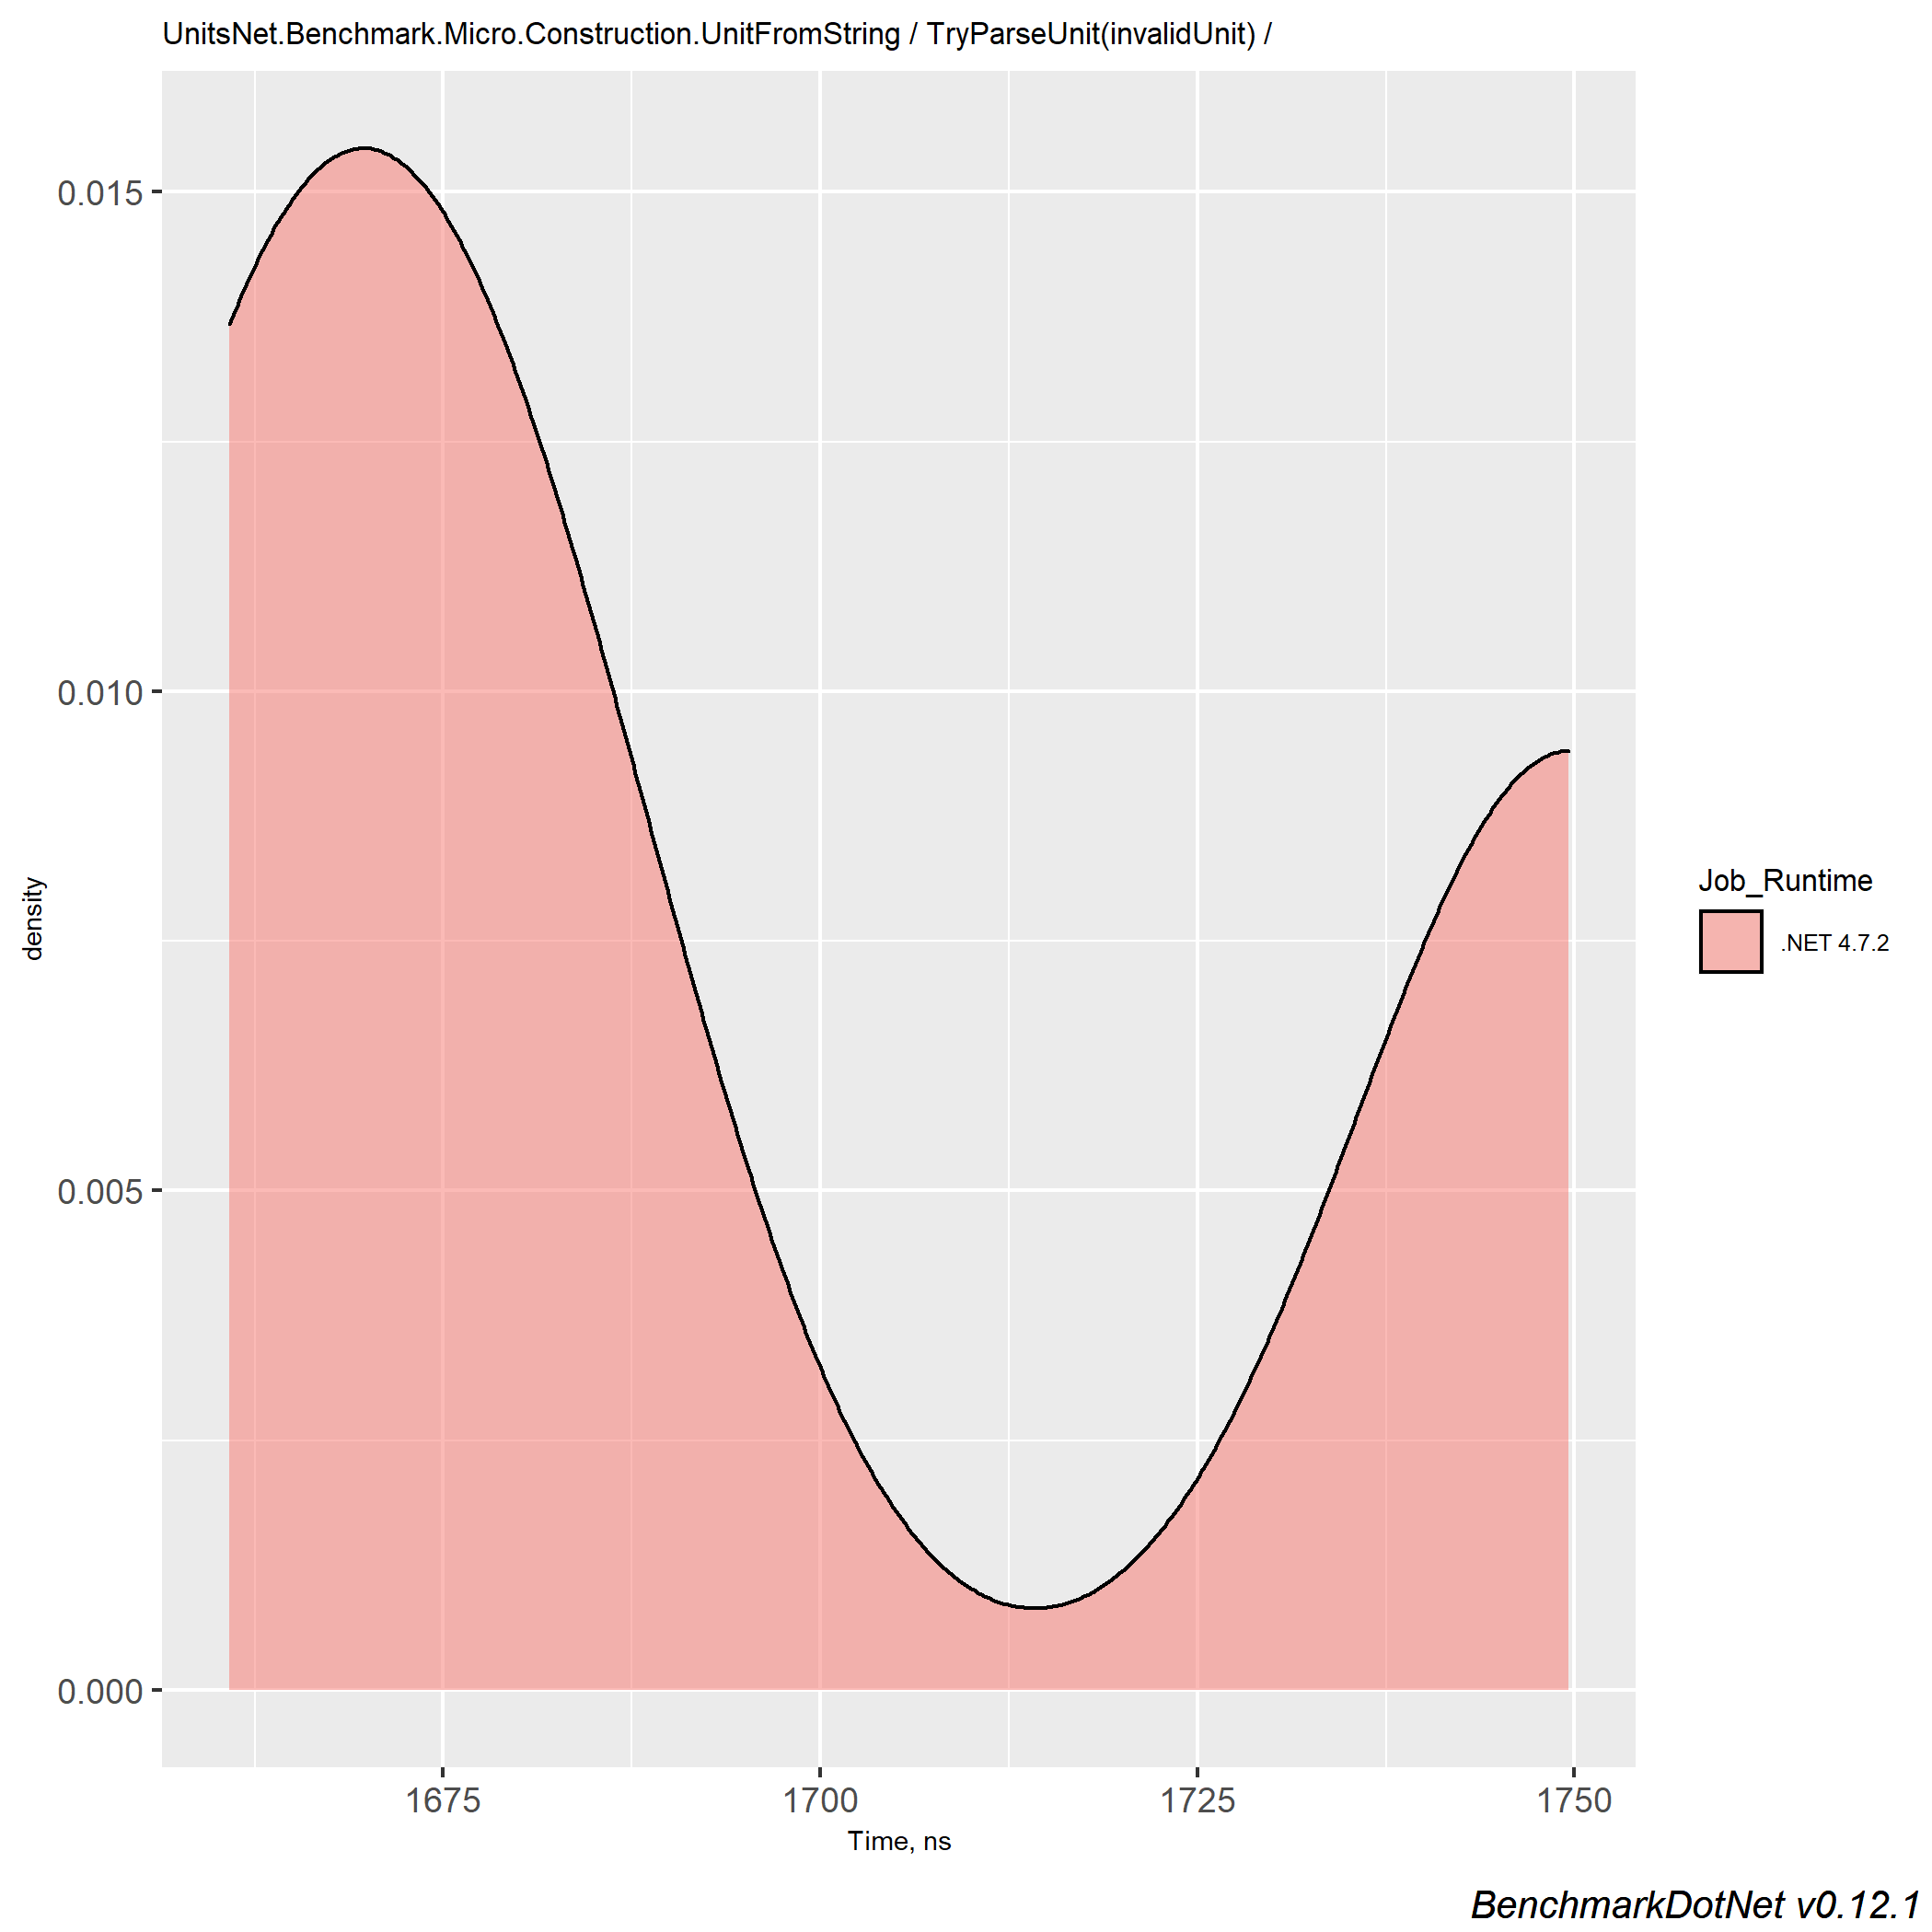 UnitsNet.Benchmark.Micro.Construction.UnitFromString / TryParseUnit(invalidUnit) /
0.015
0.010
0.005
0.000
density
1675 1700 1725 1750
Time, ns
Job_Runtime
.NET 4.7.2
BenchmarkDotNet v0.12.1